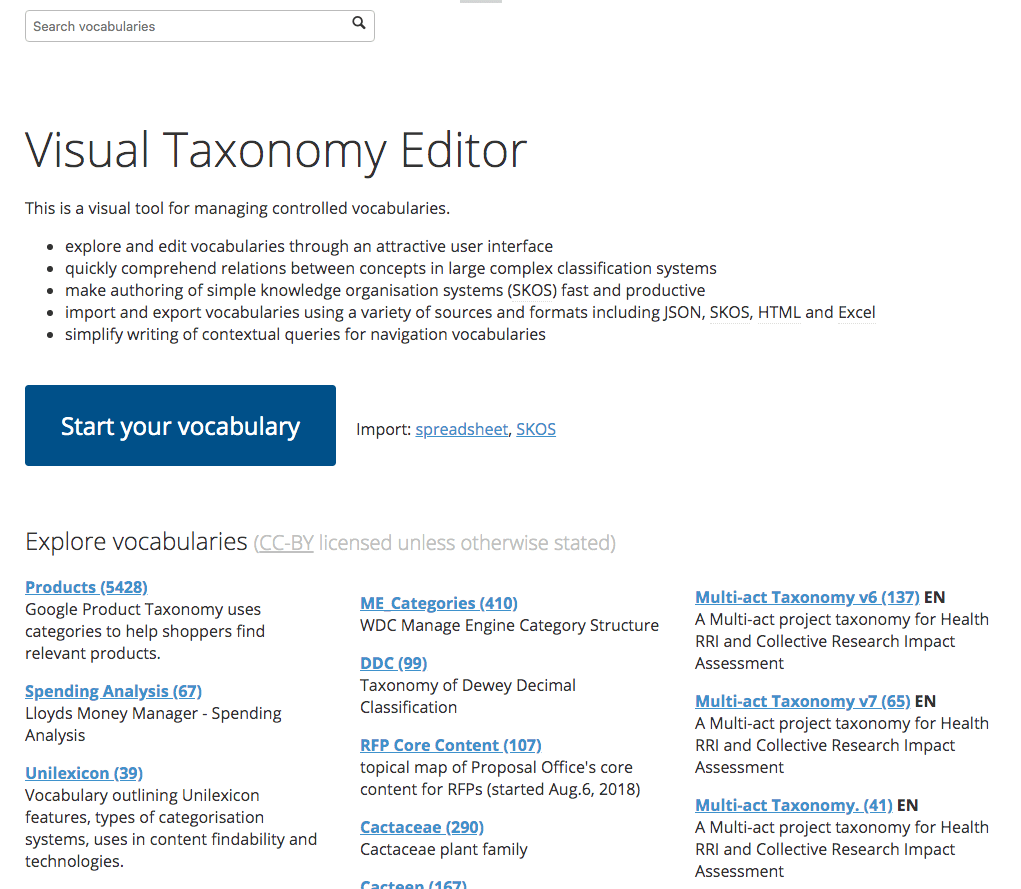 Search vocabularies
Visual Taxonomy Editor
This is a visual tool for managing controlled vocabularies.
explore and edit vocabularies through an attractive user interface
quickly comprehend relations between concepts in large complex classification systems
make authoring of simple knowledge organisation systems (SKOS) fast and productive
import and export vocabularies using a variety of sources and formats including JSON, SKOS, HTML and Excel
simplify writing of contextual queries for navigation vocabularies
Start your vocabulary
Import: spreadsheet, SKOS
Explore vocabularies (CC-BY licensed unless otherwise stated)
Products (5428)
Google Product Taxonomy uses
categories to help shoppers find
relevant products.
Spending Analysis (67)
Lloyds Money Manager - Spending
Analysis
Unilexicon (39)
Vocabulary outlining Unilexicon
features, types of categorisation
systems, uses in content findability and
technologies.
ME_Categories (410)
WDC Manage Engine Category Structure
DDC (99)
Taxonomy of Dewey Decimal
Classification
RFP Core Content (107)
topical map of Proposal Office's core
content for RFPs (started Aug.6, 2018)
Cactaceae (290)
Cactaceae plant family
Cacteen (167)
Multi-act Taxonomy v6 (137) EN
A Multi-act project taxonomy for Health
RRI and Collective Research Impact
Assessment
Multi-act Taxonomy v7 (65) EN
A Multi-act project taxonomy for Health
RRI and Collective Research Impact
Assessment
Multi-act Taxonomy. (41) EN
A Multi-act project taxonomy for Health
RRI and Collective Research Impact
Assessment